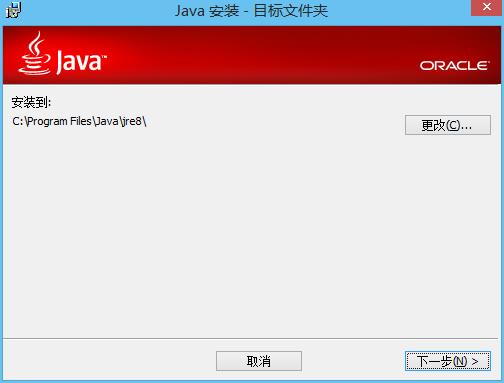 Java 安装 - 目标文件夹
Java™
ORACLE®
安装到:
C:\Program Files\Java\jre8\
更改(C)...
取消
下一步(N) >